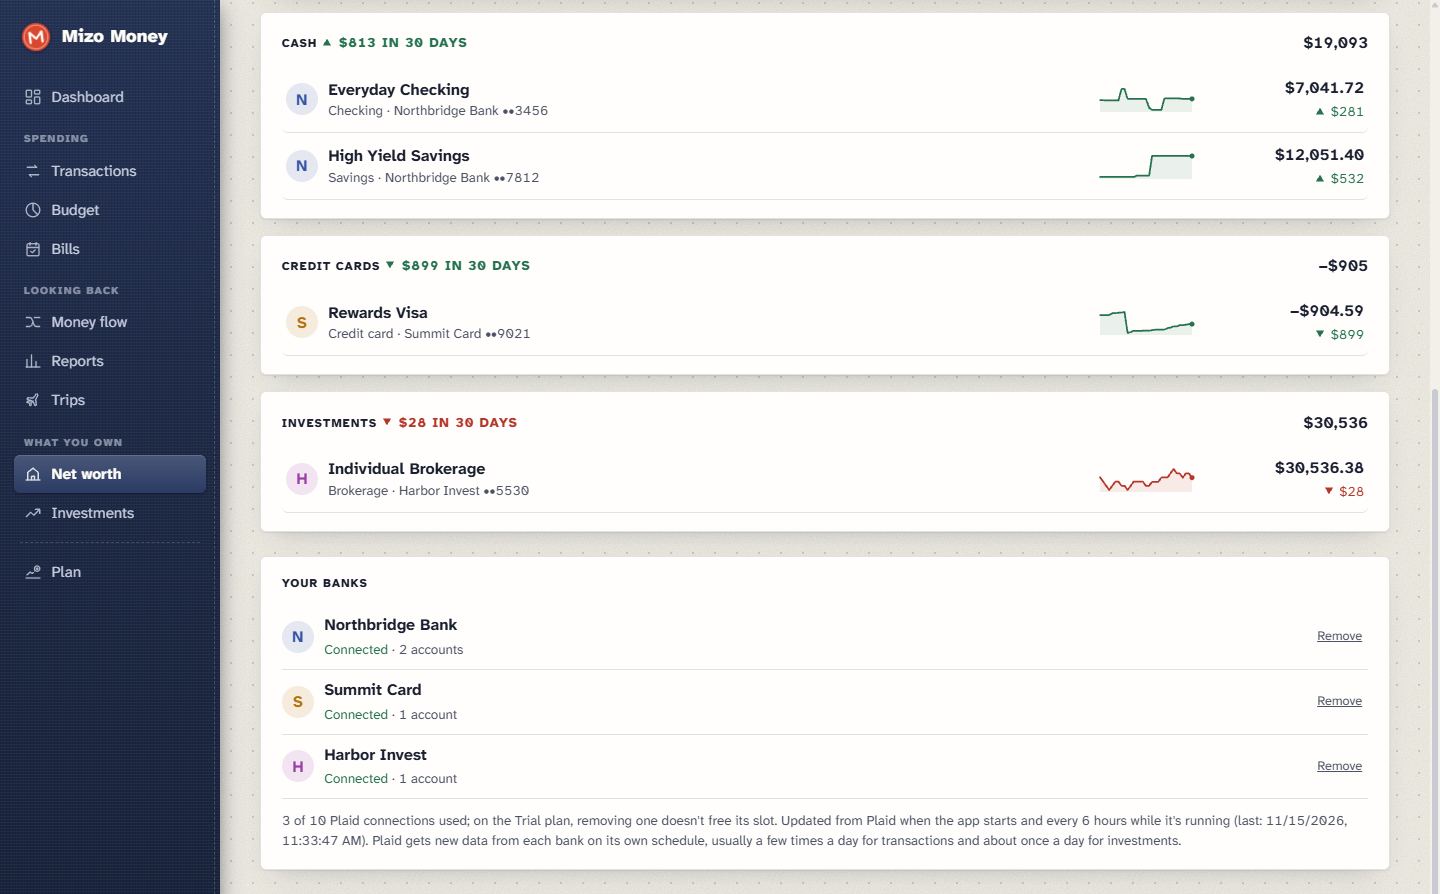 Mizo Money
Dashboard
SPENDING
Transactions
Budget
Bills
LOOKING BACK
Money flow
Reports
Trips
WHAT YOU OWN
Net worth
Investments
Plan
CASH ▲ $813 IN 30 DAYS $19,093
N Everyday Checking $7,041.72
Checking · Northbridge Bank ••3456 ▲ $281
N High Yield Savings $12,051.40
Savings · Northbridge Bank ••7812 ▲ $532
CREDIT CARDS ▼ $899 IN 30 DAYS –$905
S Rewards Visa –$904.59
Credit card · Summit Card ••9021 ▼ $899
INVESTMENTS ▼ $28 IN 30 DAYS $30,536
H Individual Brokerage $30,536.38
Brokerage · Harbor Invest ••5530 ▼ $28
YOUR BANKS
N Northbridge Bank Remove
Connected · 2 accounts
S Summit Card Remove
Connected · 1 account
H Harbor Invest Remove
Connected · 1 account
3 of 10 Plaid connections used; on the Trial plan, removing one doesn't free its slot. Updated from Plaid when the app starts and every 6 hours while it's running (last: 11/15/2026,
11:33:47 AM). Plaid gets new data from each bank on its own schedule, usually a few times a day for transactions and about once a day for investments.